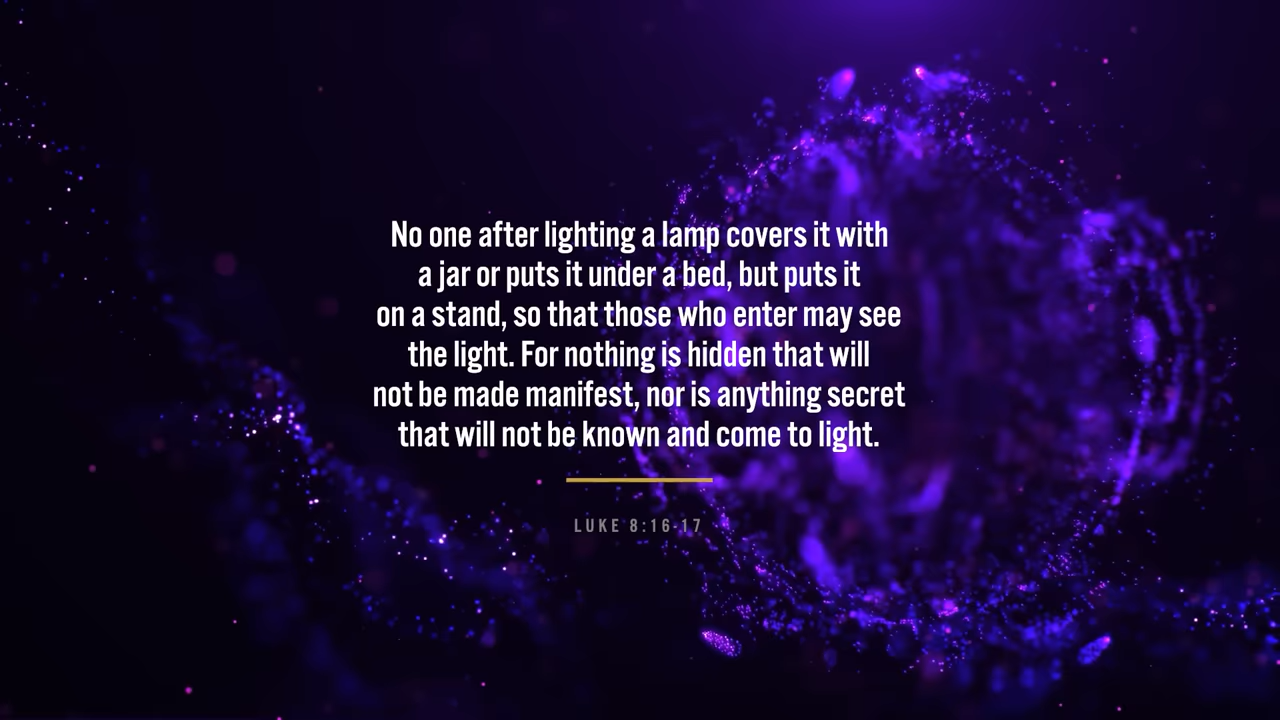 No one after lighting a lamp covers it with
a jar or puts it under a bed, but puts it
on a stand, so that those who enter may see
the light. For nothing is hidden that will
not be made manifest, nor is anything secret
that will not be known and come to light.
LUKE 8:16-17